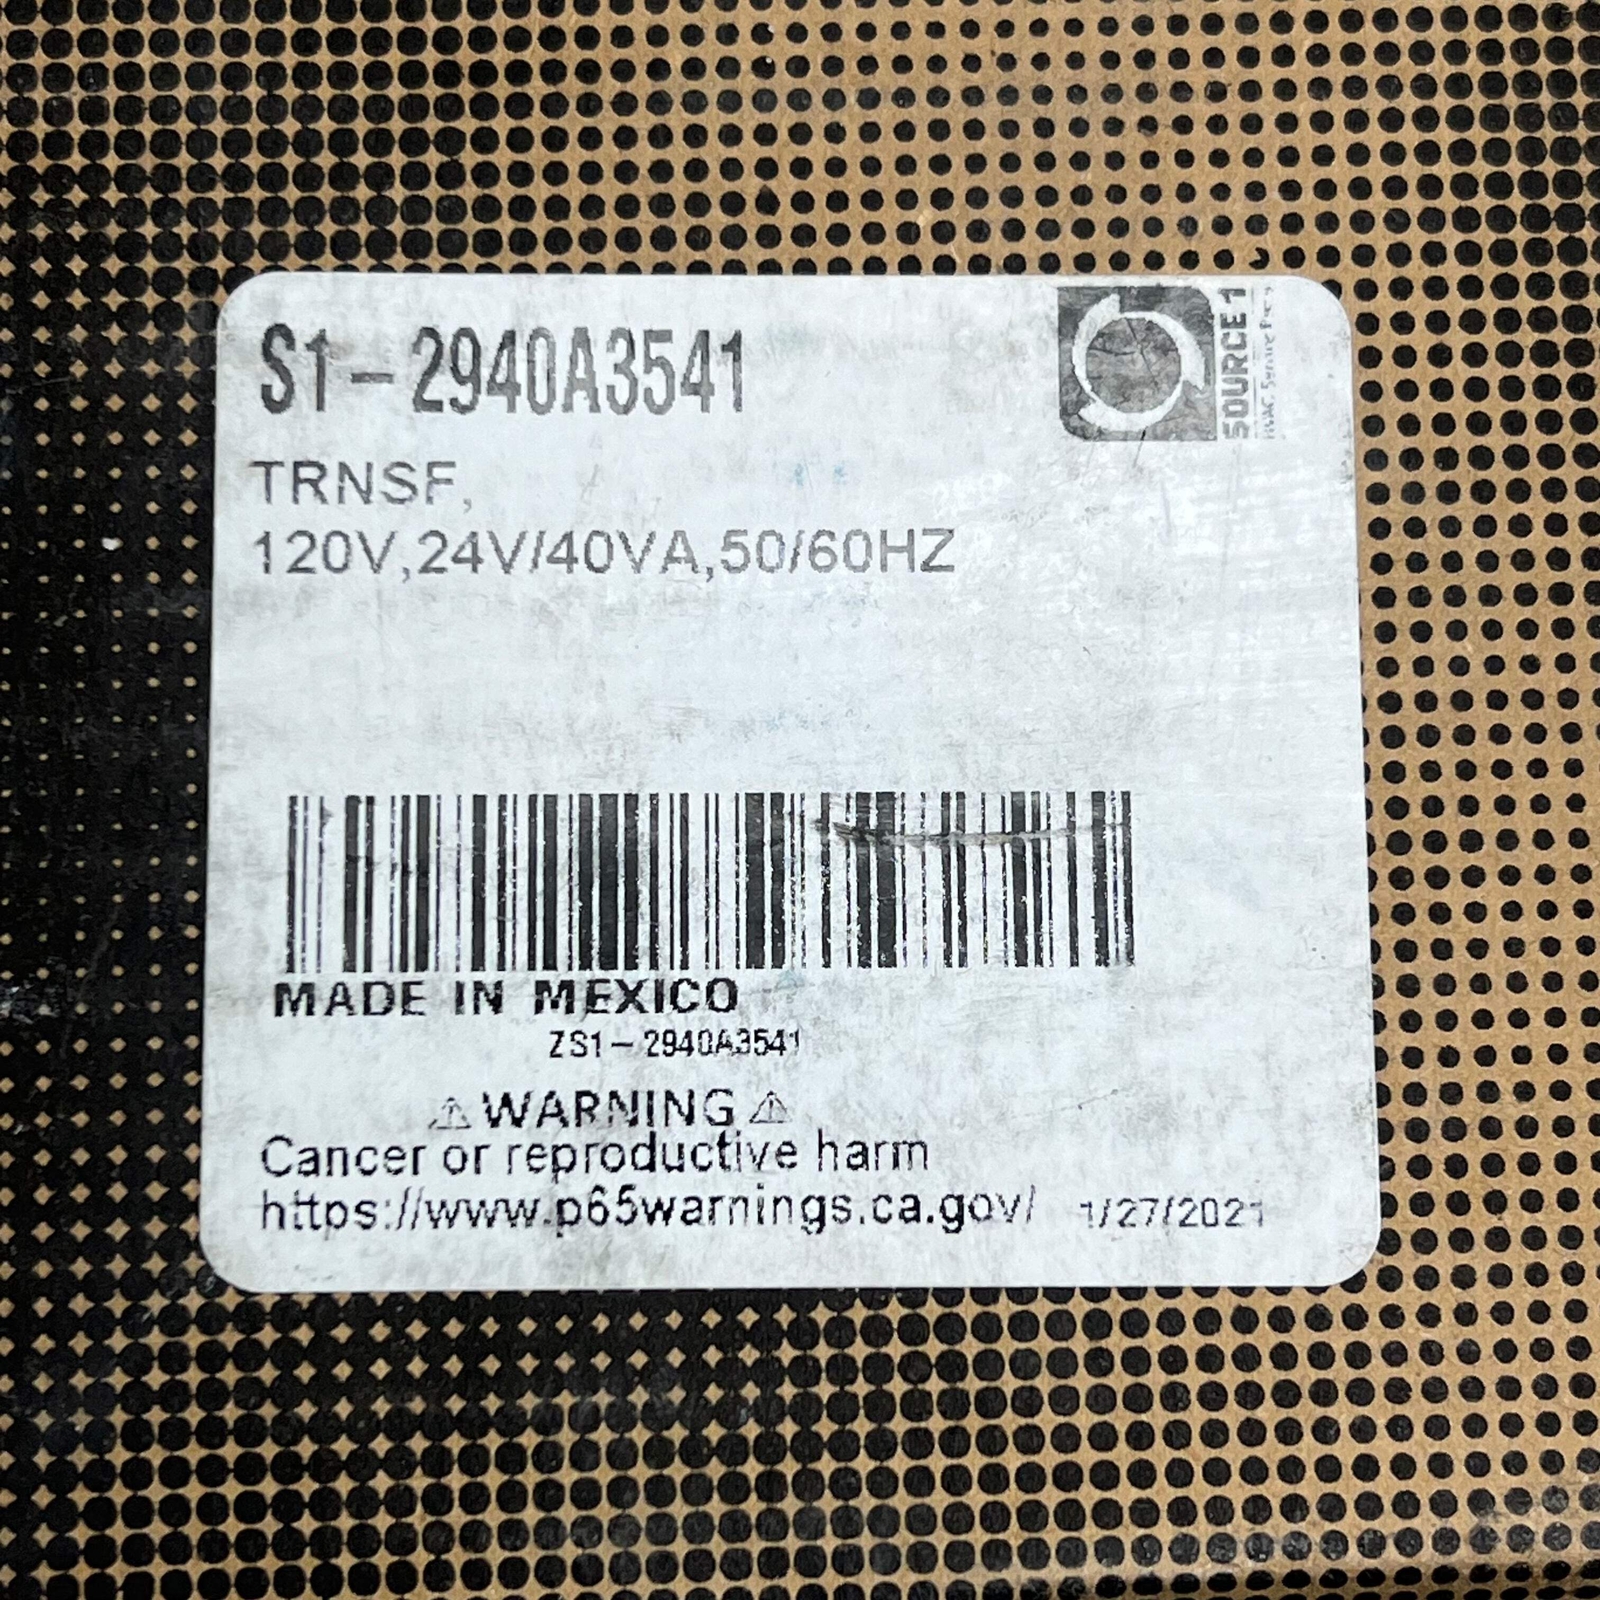 S1-2940A3541
SOURCE 1
TRNSF,
120V,24V/40VA,50/60HZ
MADE IN MEXICO
ZS1-2940A3541
⚠ WARNING ⚠
Cancer or reproductive harm
https://www.p65warnings.ca.gov/ 1/27/2021